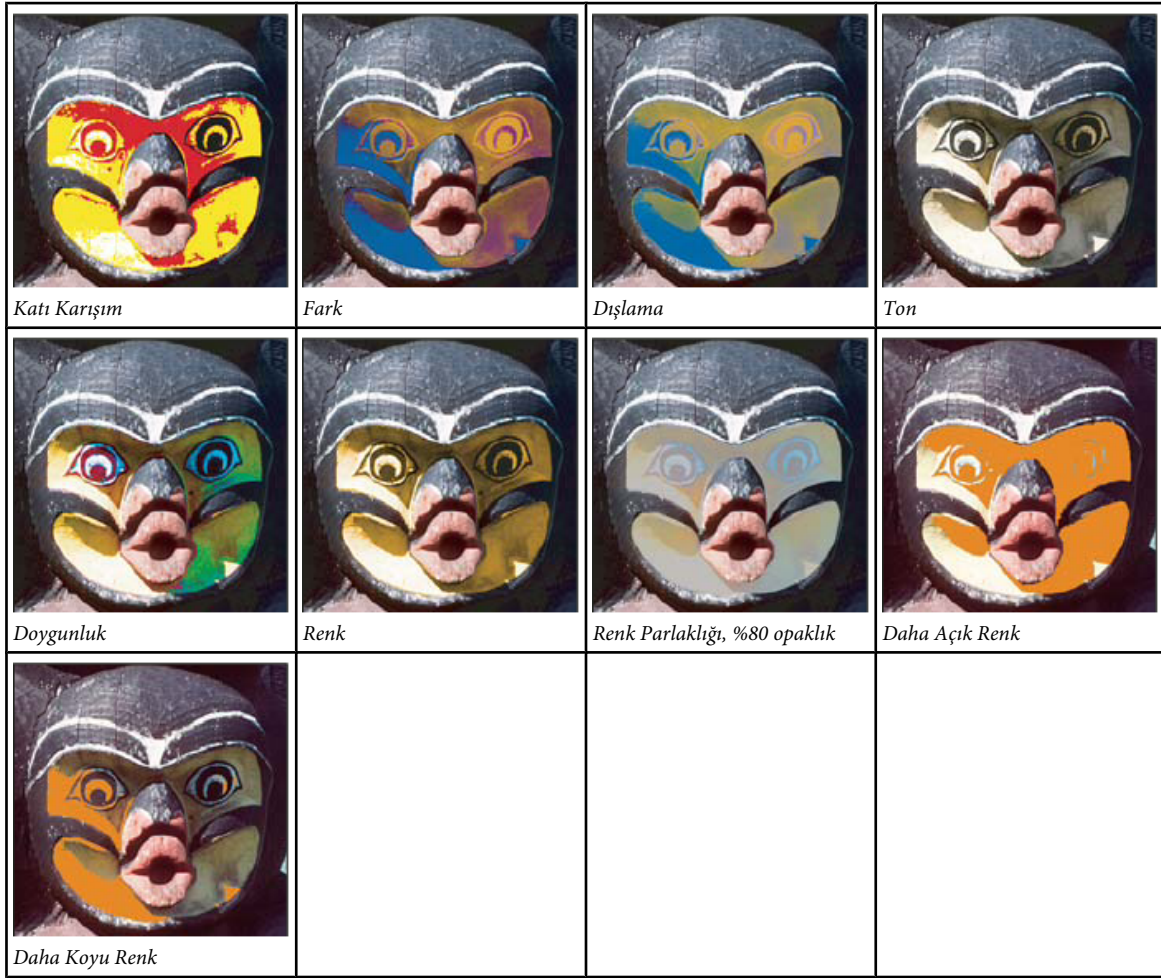 Katı Karışım
Fark
Dışlama
Ton
Doygunluk
Renk
Renk Parlaklığı, %80 opaklık
Daha Açık Renk
Daha Koyu Renk